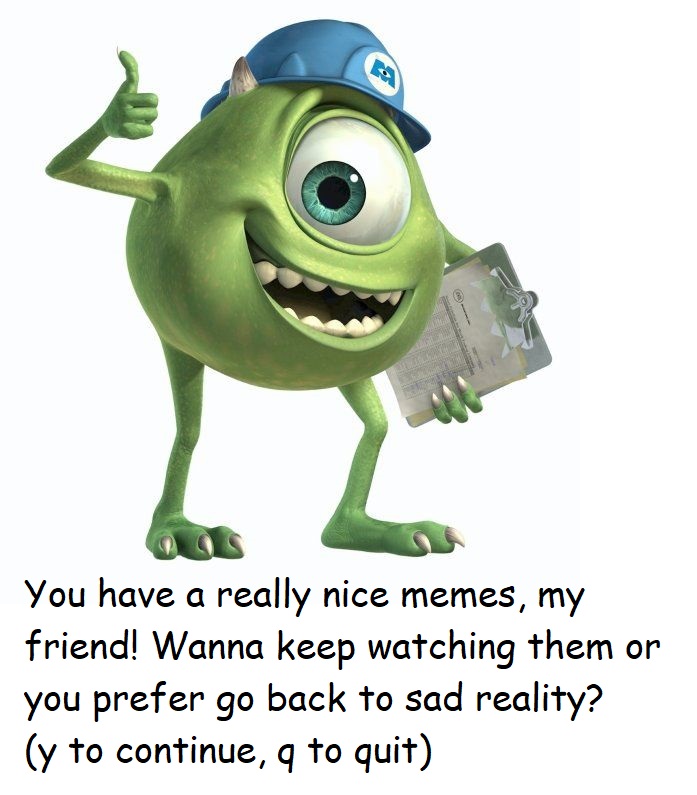 You have a really nice memes, my
friend! Wanna keep watching them or
you prefer go back to sad reality?
(y to continue, q to quit)